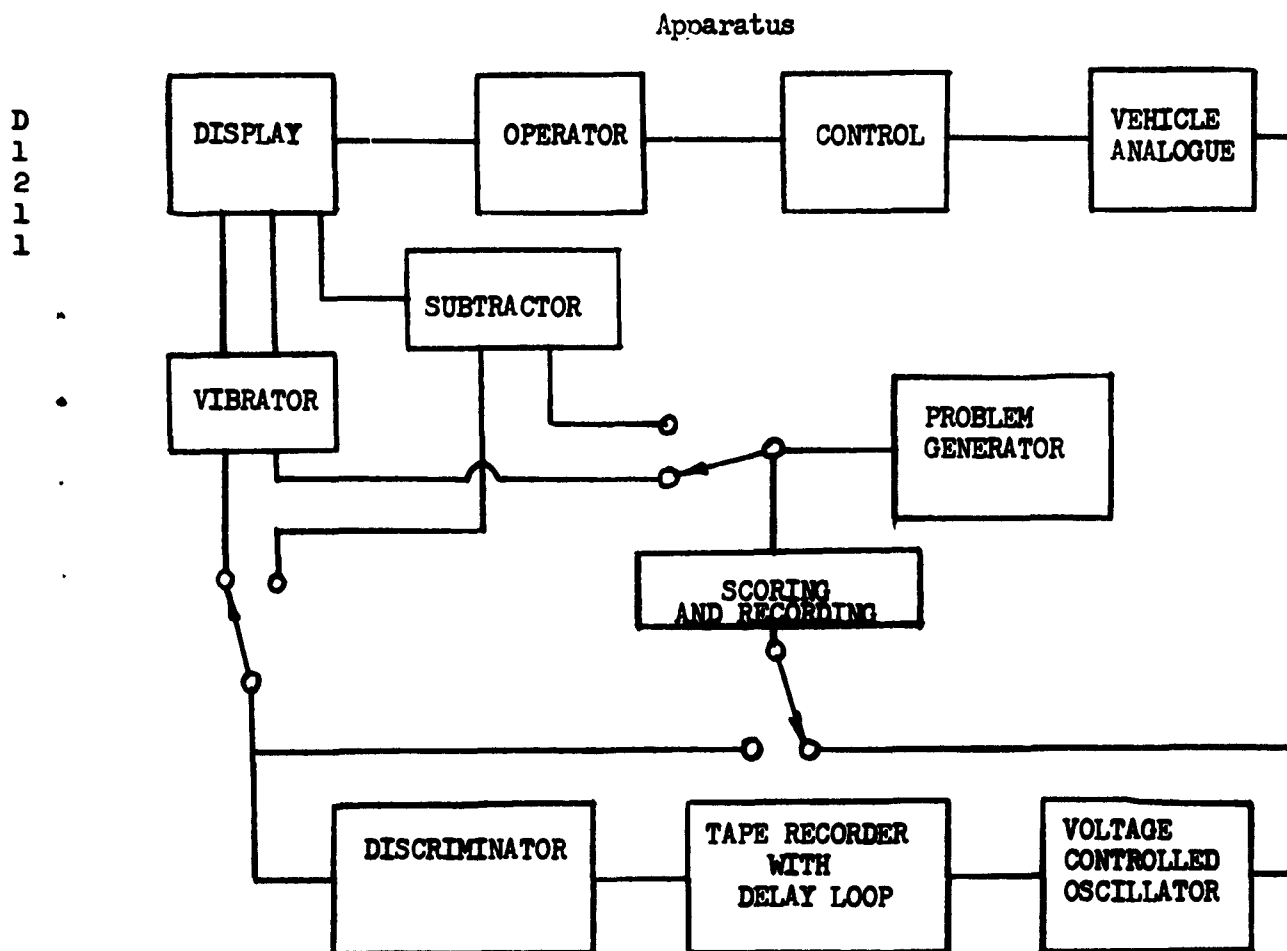 Apparatus
D
1
2
1
1
DISPLAY
OPERATOR
CONTROL
VEHICLE
ANALOGUE
SUBTRACTOR
VIBRATOR
PROBLEM
GENERATOR
SCORING
AND RECORDING
DISCRIMINATOR
TAPE RECORDER
WITH
DELAY LOOP
VOLTAGE
CONTROLLED
OSCILLATOR